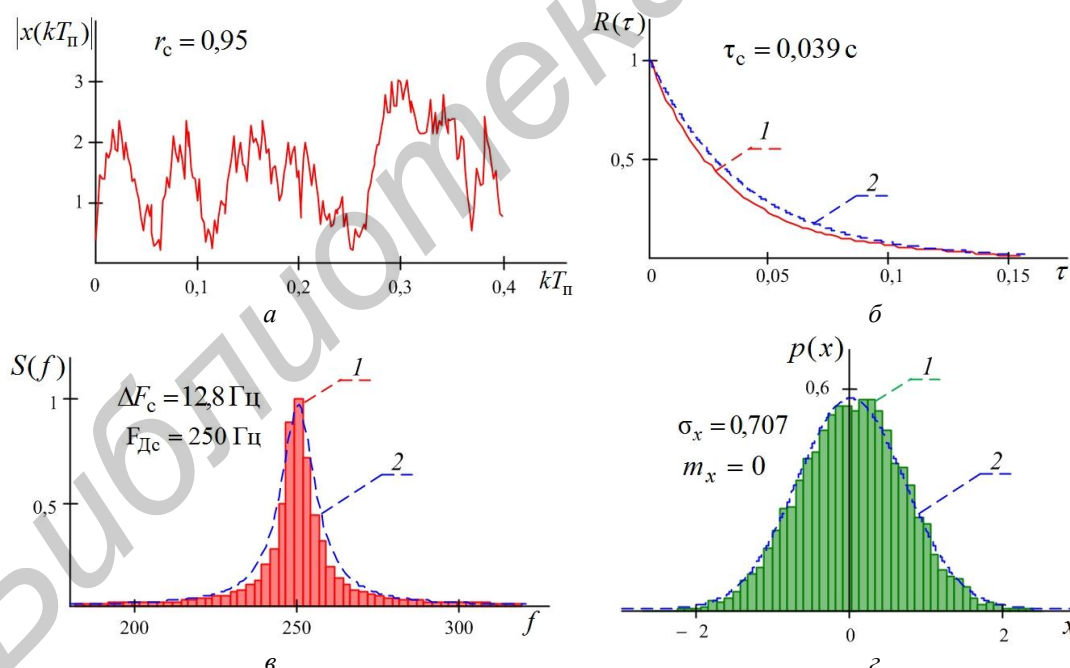 |x(kTп)|
rс = 0,95
3
2
1
0 0,1 0,2 0,3 0,4 kTп
а
R(τ)
τс = 0,039 с
1
0,5
1
2
0 0,05 0,1 0,15 τ
б
S(f)
ΔFс = 12,8 Гц
FДс = 250 Гц
1
0,5
1
2
200 250 300 f
в
p(x)
0,6
σx = 0,707
mx = 0
1
2
– 2 0 2 x
г
Библиотека